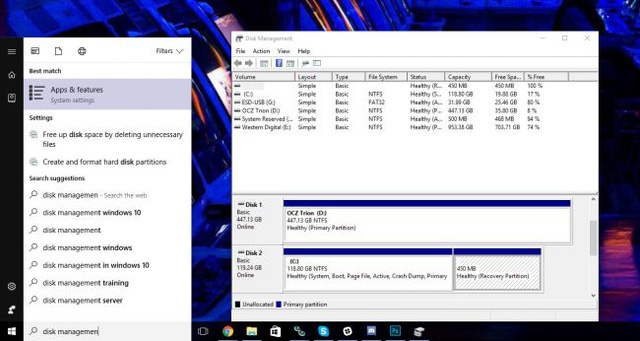 Filters
Best match
Apps & features
System settings
Settings
Free up disk space by deleting unnecessary
files
Create and format hard disk partitions
Search suggestions
disk managemen - Search the web
disk management windows 10
disk management
disk management windows
disk management in windows 10
disk management training
disk management server
disk managemen
Disk Management
File Action View Help
Volume Layout Type File System Status Capacity Free Spa... % Free
Simple Basic Healthy (R... 450 MB 450 MB 100 %
(C:) Simple Basic NTFS Healthy (S... 118.80 GB 19.80 GB 17 %
ESD-USB (G:) Simple Basic FAT32 Healthy (A... 31.99 GB 25.46 GB 80 %
OCZ Trion (D:) Simple Basic NTFS Healthy (P... 447.13 GB 35.80 GB 8 %
System Reserved (... Simple Basic NTFS Healthy (A... 500 MB 468 MB 94 %
Western Digital (E:) Simple Basic NTFS Healthy (P... 953.38 GB 703.71 GB 74 %
Disk 1
Basic
447.13 GB
Online
OCZ Trion (D:)
447.13 GB NTFS
Healthy (Primary Partition)
Disk 2
Basic
119.24 GB
Online
(C:)
118.80 GB NTFS
Healthy (System, Boot, Page File, Active, Crash Dump, Primary
450 MB
Healthy (Recovery Partition)
Unallocated Primary partition
Ps